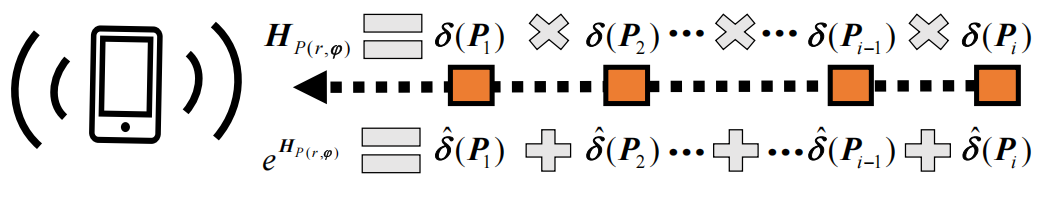 H_{P(r,φ)} = δ(P_1) × δ(P_2) ••• × ••• δ(P_{i−1}) × δ(P_i)
e^{H_{P(r,φ)}} = δ̂(P_1) + δ̂(P_2) ••• + ••• δ̂(P_{i−1}) + δ̂(P_i)